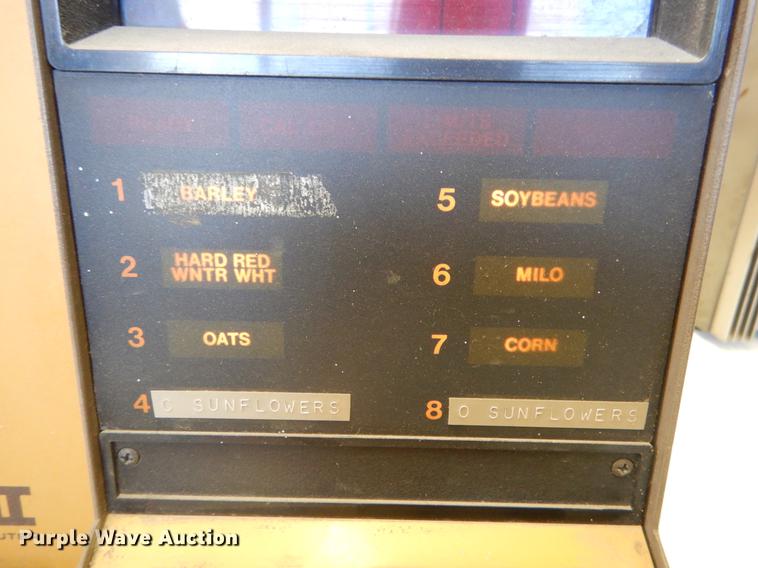 1 BARLEY
2 HARD RED
WNTR WHT
3 OATS
4 C SUNFLOWERS
5 SOYBEANS
6 MILO
7 CORN
8 O SUNFLOWERS
II
Purple Wave Auction